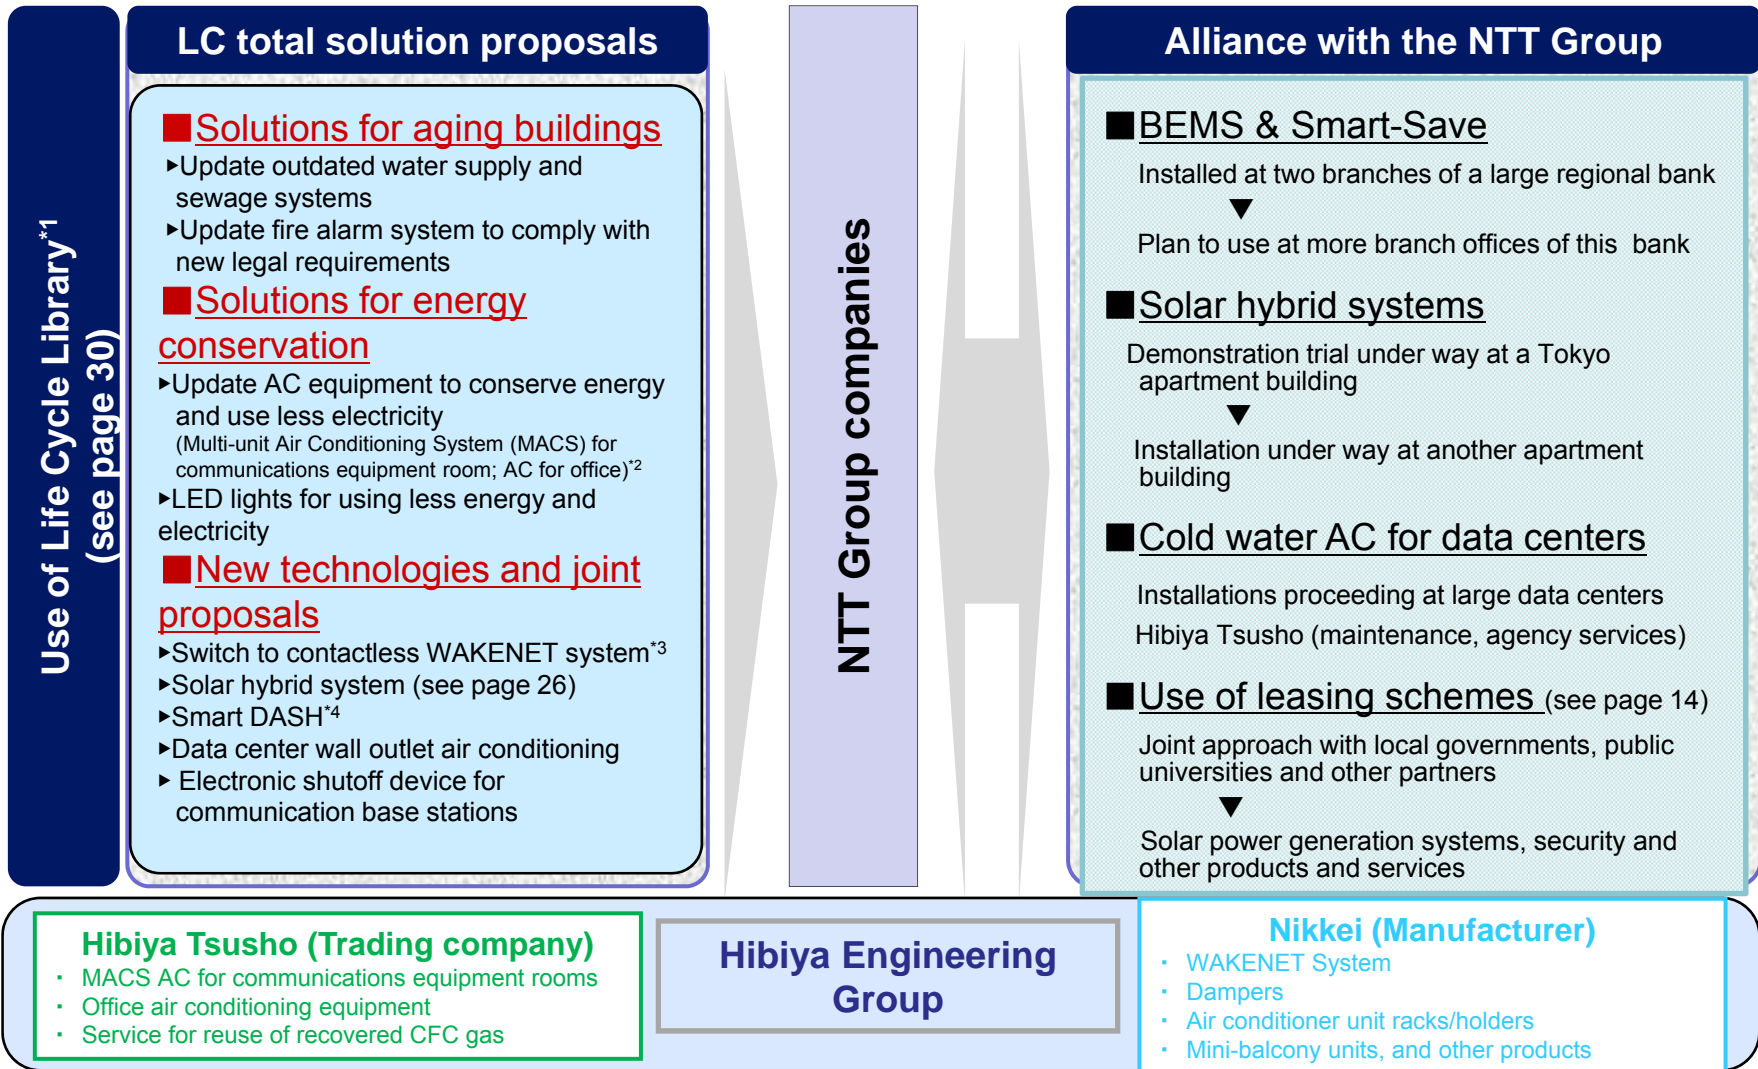 Use of Life Cycle Library*1
(see page 30)
LC total solution proposals
■Solutions for aging buildings
▶Update outdated water supply and
sewage systems
▶Update fire alarm system to comply with
new legal requirements
■Solutions for energy
conservation
▶Update AC equipment to conserve energy
and use less electricity
(Multi-unit Air Conditioning System (MACS) for
communications equipment room; AC for office)*2
▶LED lights for using less energy and
electricity
■New technologies and joint
proposals
▶Switch to contactless WAKENET system*3
▶Solar hybrid system (see page 26)
▶Smart DASH*4
▶Data center wall outlet air conditioning
▶ Electronic shutoff device for
communication base stations
NTT Group companies
Alliance with the NTT Group
■BEMS & Smart-Save
Installed at two branches of a large regional bank
▼
Plan to use at more branch offices of this bank
■Solar hybrid systems
Demonstration trial under way at a Tokyo
apartment building
▼
Installation under way at another apartment
building
■Cold water AC for data centers
Installations proceeding at large data centers
Hibiya Tsusho (maintenance, agency services)
■Use of leasing schemes (see page 14)
Joint approach with local governments, public
universities and other partners
▼
Solar power generation systems, security and
other products and services
Hibiya Tsusho (Trading company)
・ MACS AC for communications equipment rooms
・ Office air conditioning equipment
・ Service for reuse of recovered CFC gas
Hibiya Engineering
Group
Nikkei (Manufacturer)
・ WAKENET System
・ Dampers
・ Air conditioner unit racks/holders
・ Mini-balcony units, and other products